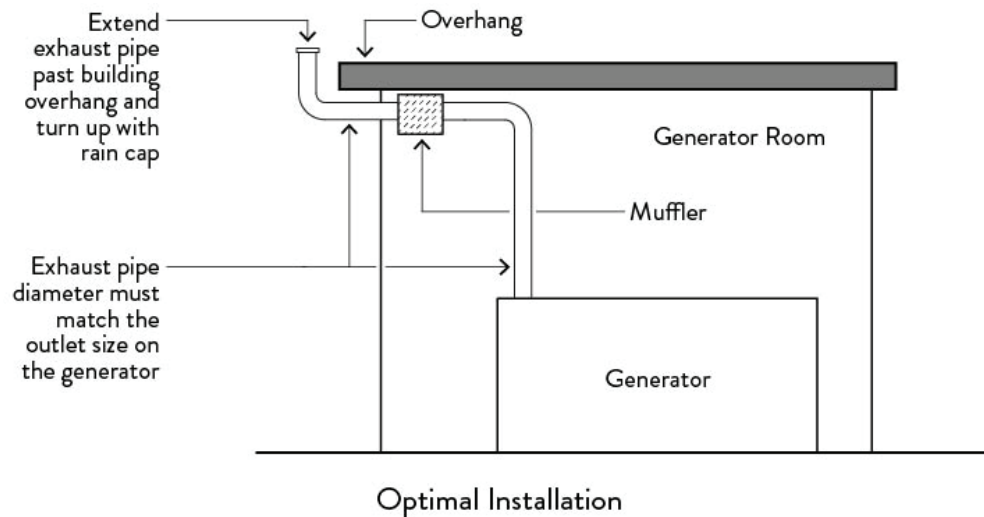 Extend
exhaust pipe
past building
overhang and
turn up with
rain cap
Overhang
Generator Room
Muffler
Exhaust pipe
diameter must
match the
outlet size on
the generator
Generator
Optimal Installation